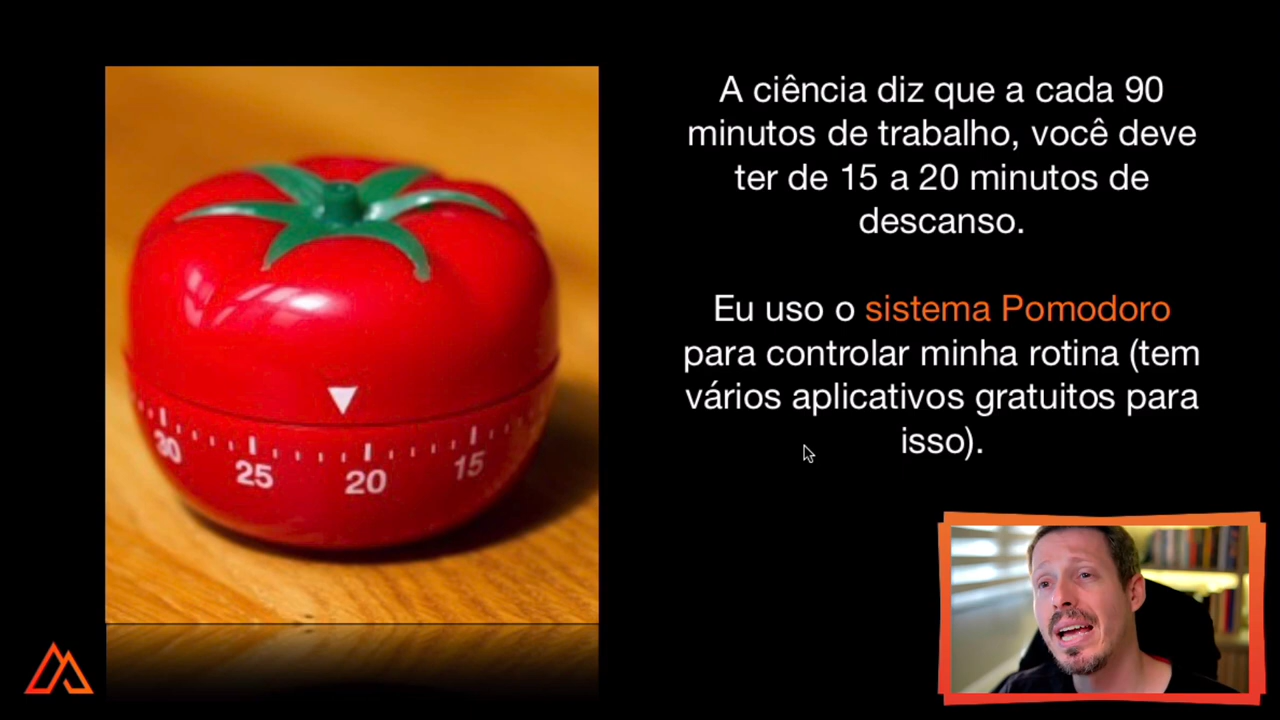 A ciência diz que a cada 90
minutos de trabalho, você deve
ter de 15 a 20 minutos de
descanso.
Eu uso o sistema Pomodoro
para controlar minha rotina (tem
vários aplicativos gratuitos para
isso).
30 25 20 15